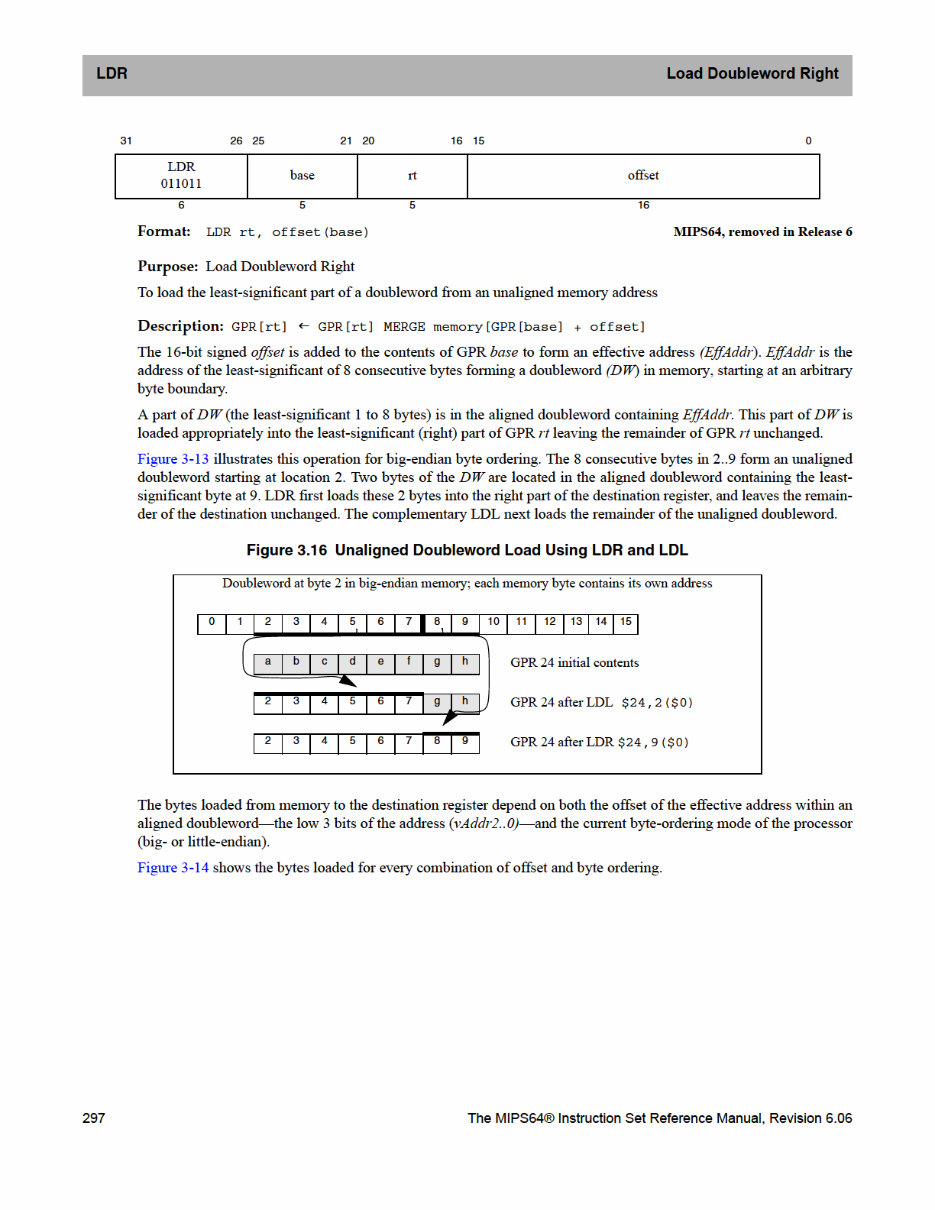 LDR Load Doubleword Right
31 26 25 21 20 16 15 0
LDR
011011 base rt offset
6 5 5 16
Format: LDR rt, offset(base) MIPS64, removed in Release 6
Purpose: Load Doubleword Right
To load the least-significant part of a doubleword from an unaligned memory address
Description: GPR[rt] ← GPR[rt] MERGE memory[GPR[base] + offset]
The 16-bit signed offset is added to the contents of GPR base to form an effective address (EffAddr). EffAddr is the
address of the least-significant of 8 consecutive bytes forming a doubleword (DW) in memory, starting at an arbitrary
byte boundary.
A part of DW (the least-significant 1 to 8 bytes) is in the aligned doubleword containing EffAddr. This part of DW is
loaded appropriately into the least-significant (right) part of GPR rt leaving the remainder of GPR rt unchanged.
Figure 3-13 illustrates this operation for big-endian byte ordering. The 8 consecutive bytes in 2..9 form an unaligned
doubleword starting at location 2. Two bytes of the DW are located in the aligned doubleword containing the least-
significant byte at 9. LDR first loads these 2 bytes into the right part of the destination register, and leaves the remain-
der of the destination unchanged. The complementary LDL next loads the remainder of the unaligned doubleword.
Figure 3.16 Unaligned Doubleword Load Using LDR and LDL
Doubleword at byte 2 in big-endian memory; each memory byte contains its own address
0 1 2 3 4 5 6 7 8 9 10 11 12 13 14 15
a b c d e f g h GPR 24 initial contents
2 3 4 5 6 7 g h GPR 24 after LDL $24,2($0)
2 3 4 5 6 7 8 9 GPR 24 after LDR $24,9($0)
The bytes loaded from memory to the destination register depend on both the offset of the effective address within an
aligned doubleword—the low 3 bits of the address (vAddr2..0)—and the current byte-ordering mode of the processor
(big- or little-endian).
Figure 3-14 shows the bytes loaded for every combination of offset and byte ordering.
297 The MIPS64® Instruction Set Reference Manual, Revision 6.06